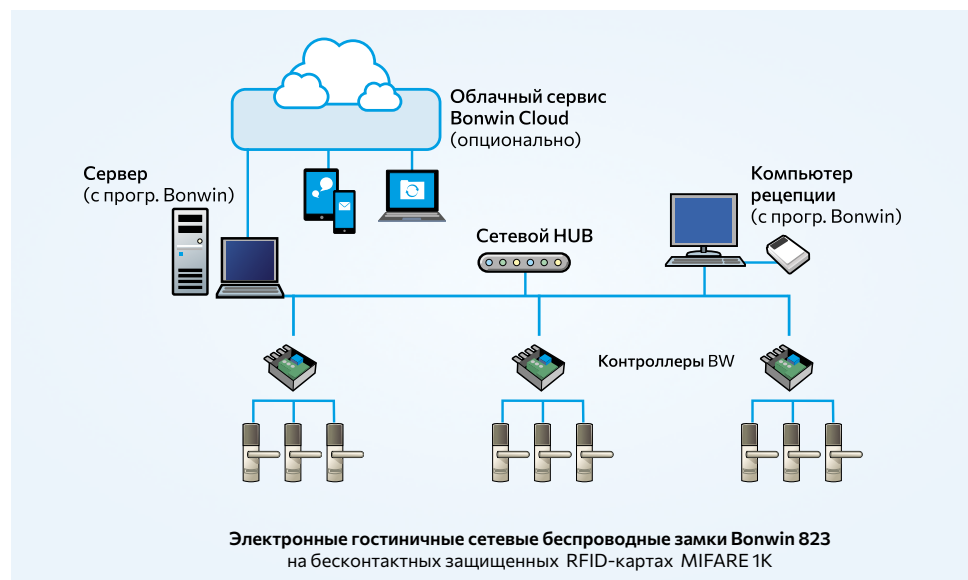 Облачный сервис
Bonwin Cloud
(опционально)
Сервер
(с прогр. Bonwin)
Компьютер
рецепции
(с прогр. Bonwin)
Сетевой HUB
Контроллеры BW
Электронные гостиничные сетевые беспроводные замки Bonwin 823
на бесконтактных защищенных RFID-картах MIFARE 1K